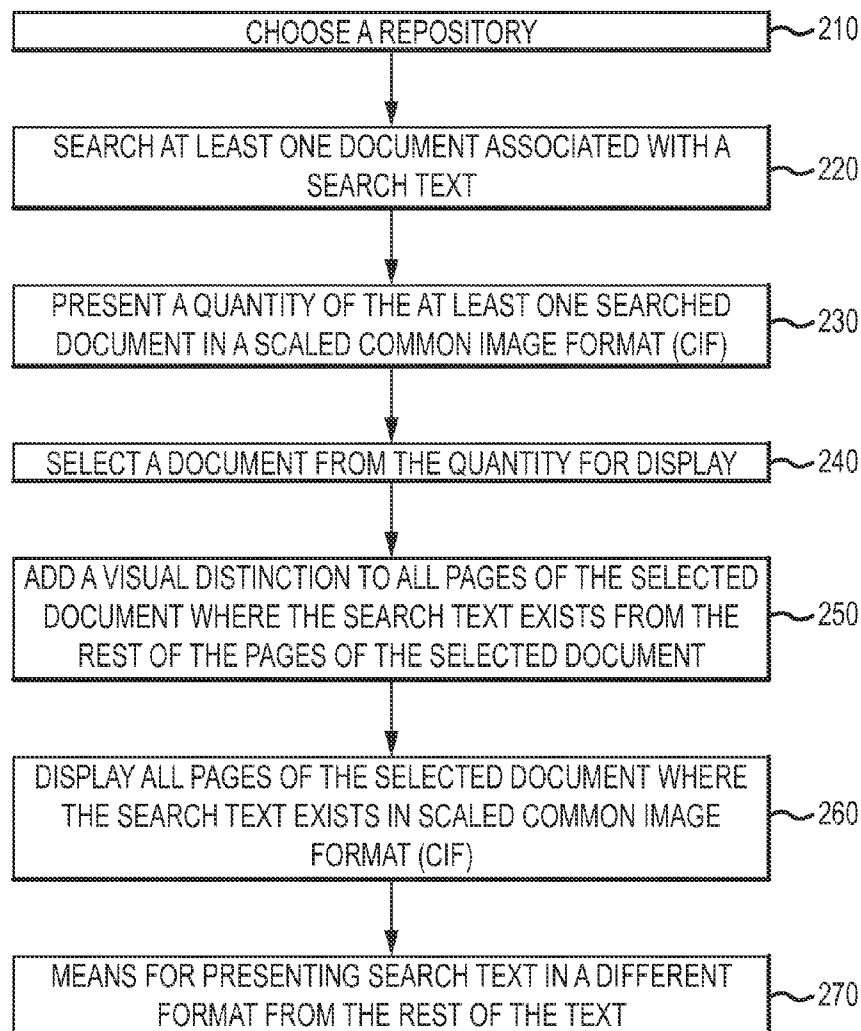 CHOOSE A REPOSITORY
210
SEARCH AT LEAST ONE DOCUMENT ASSOCIATED WITH A
SEARCH TEXT
220
PRESENT A QUANTITY OF THE AT LEAST ONE SEARCHED
DOCUMENT IN A SCALED COMMON IMAGE FORMAT (CIF)
230
SELECT A DOCUMENT FROM THE QUANTITY FOR DISPLAY
240
ADD A VISUAL DISTINCTION TO ALL PAGES OF THE SELECTED
DOCUMENT WHERE THE SEARCH TEXT EXISTS FROM THE
REST OF THE PAGES OF THE SELECTED DOCUMENT
250
DISPLAY ALL PAGES OF THE SELECTED DOCUMENT WHERE
THE SEARCH TEXT EXISTS IN SCALED COMMON IMAGE
FORMAT (CIF)
260
MEANS FOR PRESENTING SEARCH TEXT IN A DIFFERENT
FORMAT FROM THE REST OF THE TEXT
270